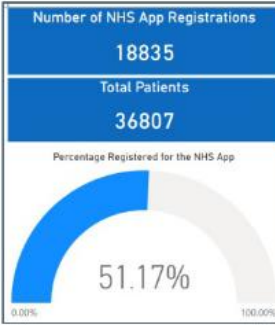 Number of NHS App Registrations
18835
Total Patients
36807
Percentage Registered for the NHS App
51.17%
0.00% 100.00%